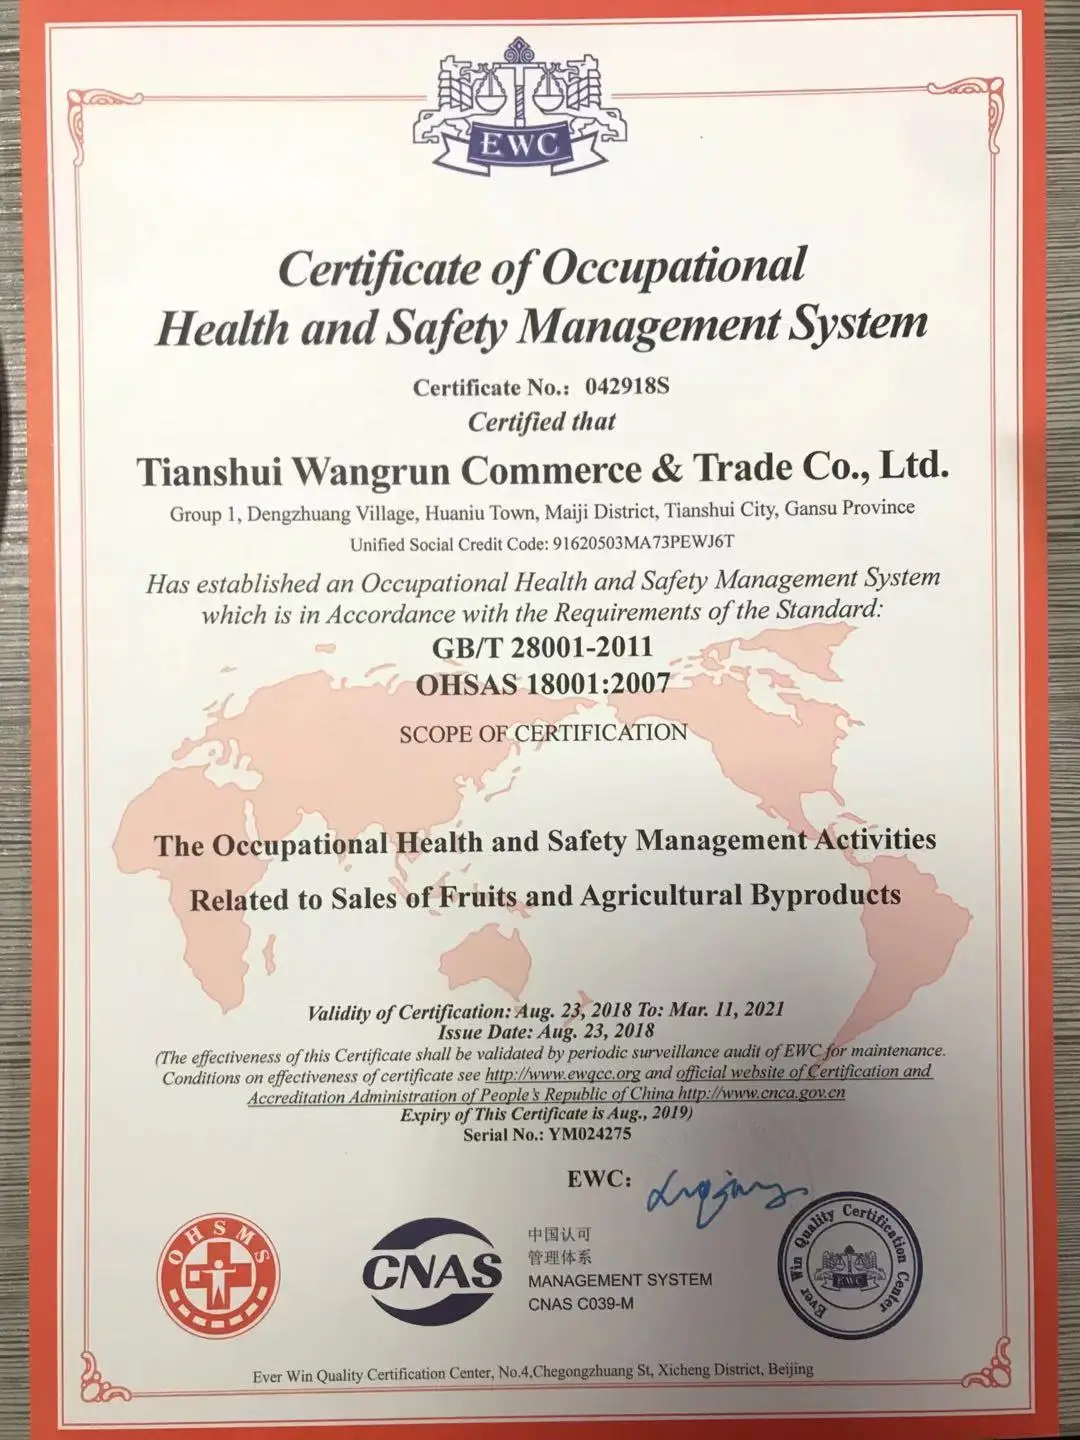 EWC
Certificate of Occupational
Health and Safety Management System
Certificate No.: 042918S
Certified that
Tianshui Wangrun Commerce & Trade Co., Ltd.
Group 1, Dengzhuang Village, Huaniu Town, Maiji District, Tianshui City, Gansu Province
Unified Social Credit Code: 91620503MA73PEWJ6T
Has established an Occupational Health and Safety Management System
which is in Accordance with the Requirements of the Standard:
GB/T 28001-2011
OHSAS 18001:2007
SCOPE OF CERTIFICATION
The Occupational Health and Safety Management Activities
Related to Sales of Fruits and Agricultural Byproducts
Validity of Certification: Aug. 23, 2018 To: Mar. 11, 2021
Issue Date: Aug. 23, 2018
(The effectiveness of this Certificate shall be validated by periodic surveillance audit of EWC for maintenance.
Conditions on effectiveness of certificate see http://www.ewqcc.org and official website of Certification and
Accreditation Administration of People's Republic of China http://www.cnca.gov.cn
Expiry of This Certificate is Aug., 2019)
Serial No.: YM024275
EWC:
OHSMS
CNAS
中国认可
管理体系
MANAGEMENT SYSTEM
CNAS C039-M
Ever Win Quality Certification Center
EWC
Ever Win Quality Certification Center, No.4,Chegongzhuang St, Xicheng District, Beijing